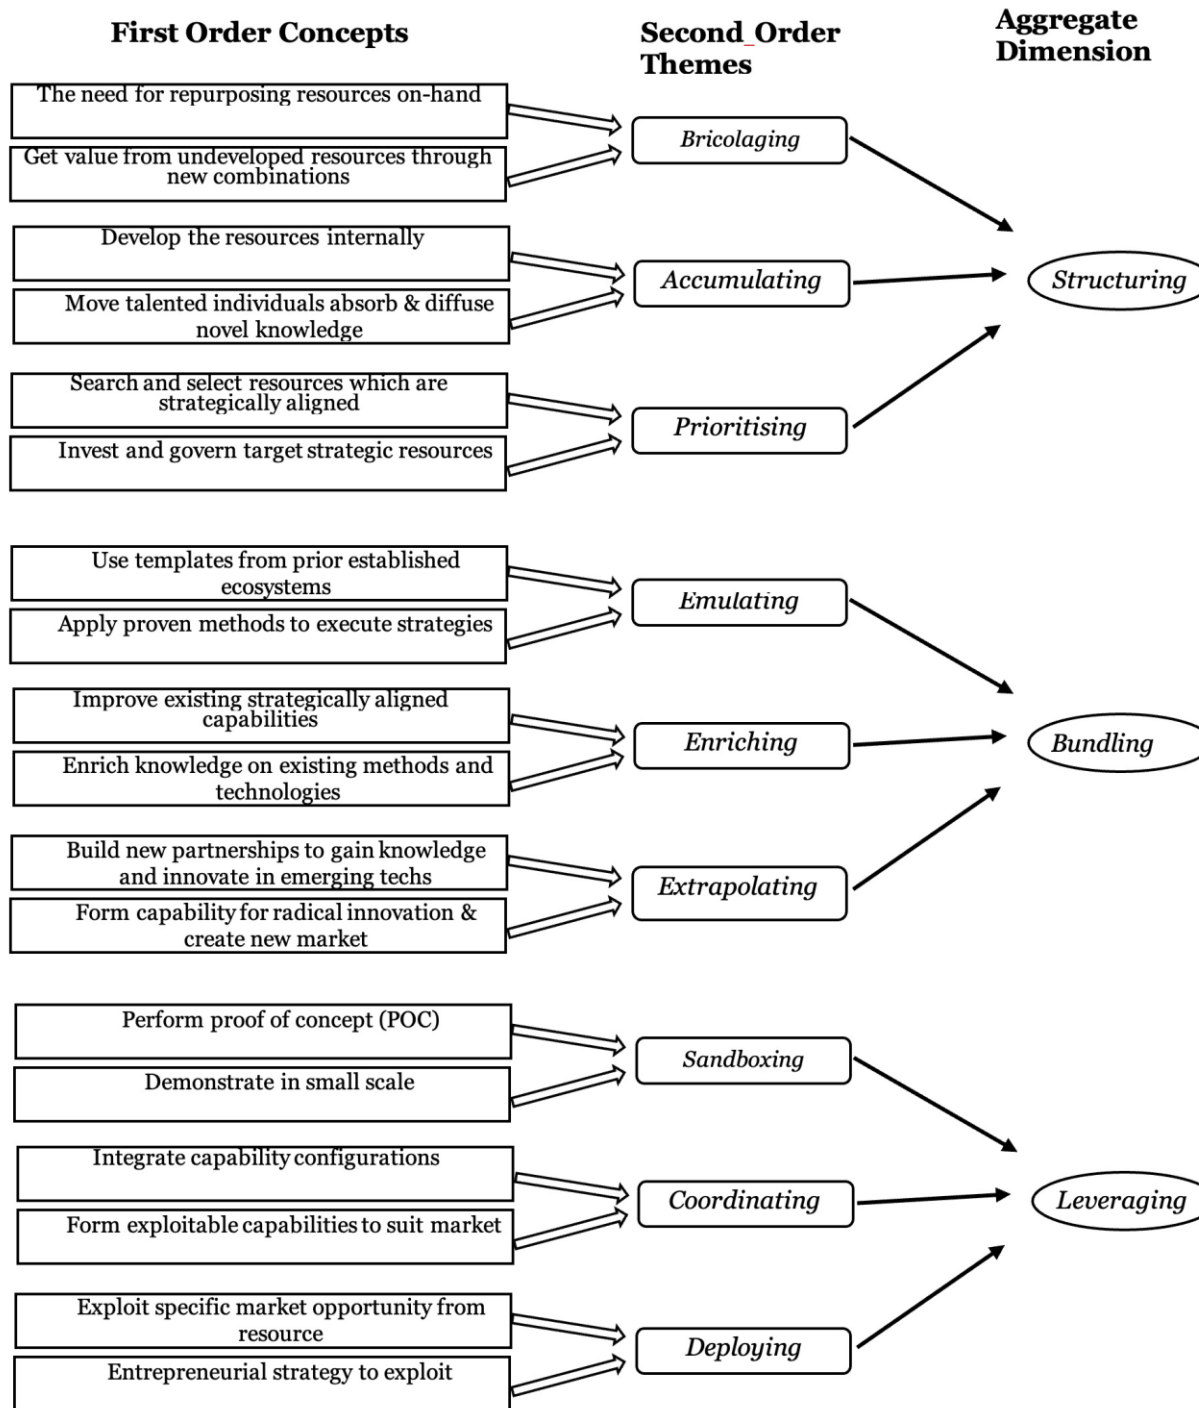 First Order Concepts
Second_Order
Themes
Aggregate
Dimension
The need for repurposing resources on-hand
Get value from undeveloped resources through
new combinations
Bricolaging
Develop the resources internally
Move talented individuals absorb & diffuse
novel knowledge
Accumulating
Structuring
Search and select resources which are
strategically aligned
Invest and govern target strategic resources
Prioritising
Use templates from prior established
ecosystems
Apply proven methods to execute strategies
Emulating
Improve existing strategically aligned
capabilities
Enrich knowledge on existing methods and
technologies
Enriching
Bundling
Build new partnerships to gain knowledge
and innovate in emerging techs
Form capability for radical innovation &
create new market
Extrapolating
Perform proof of concept (POC)
Demonstrate in small scale
Sandboxing
Integrate capability configurations
Form exploitable capabilities to suit market
Coordinating
Leveraging
Exploit specific market opportunity from
resource
Entrepreneurial strategy to exploit
Deploying